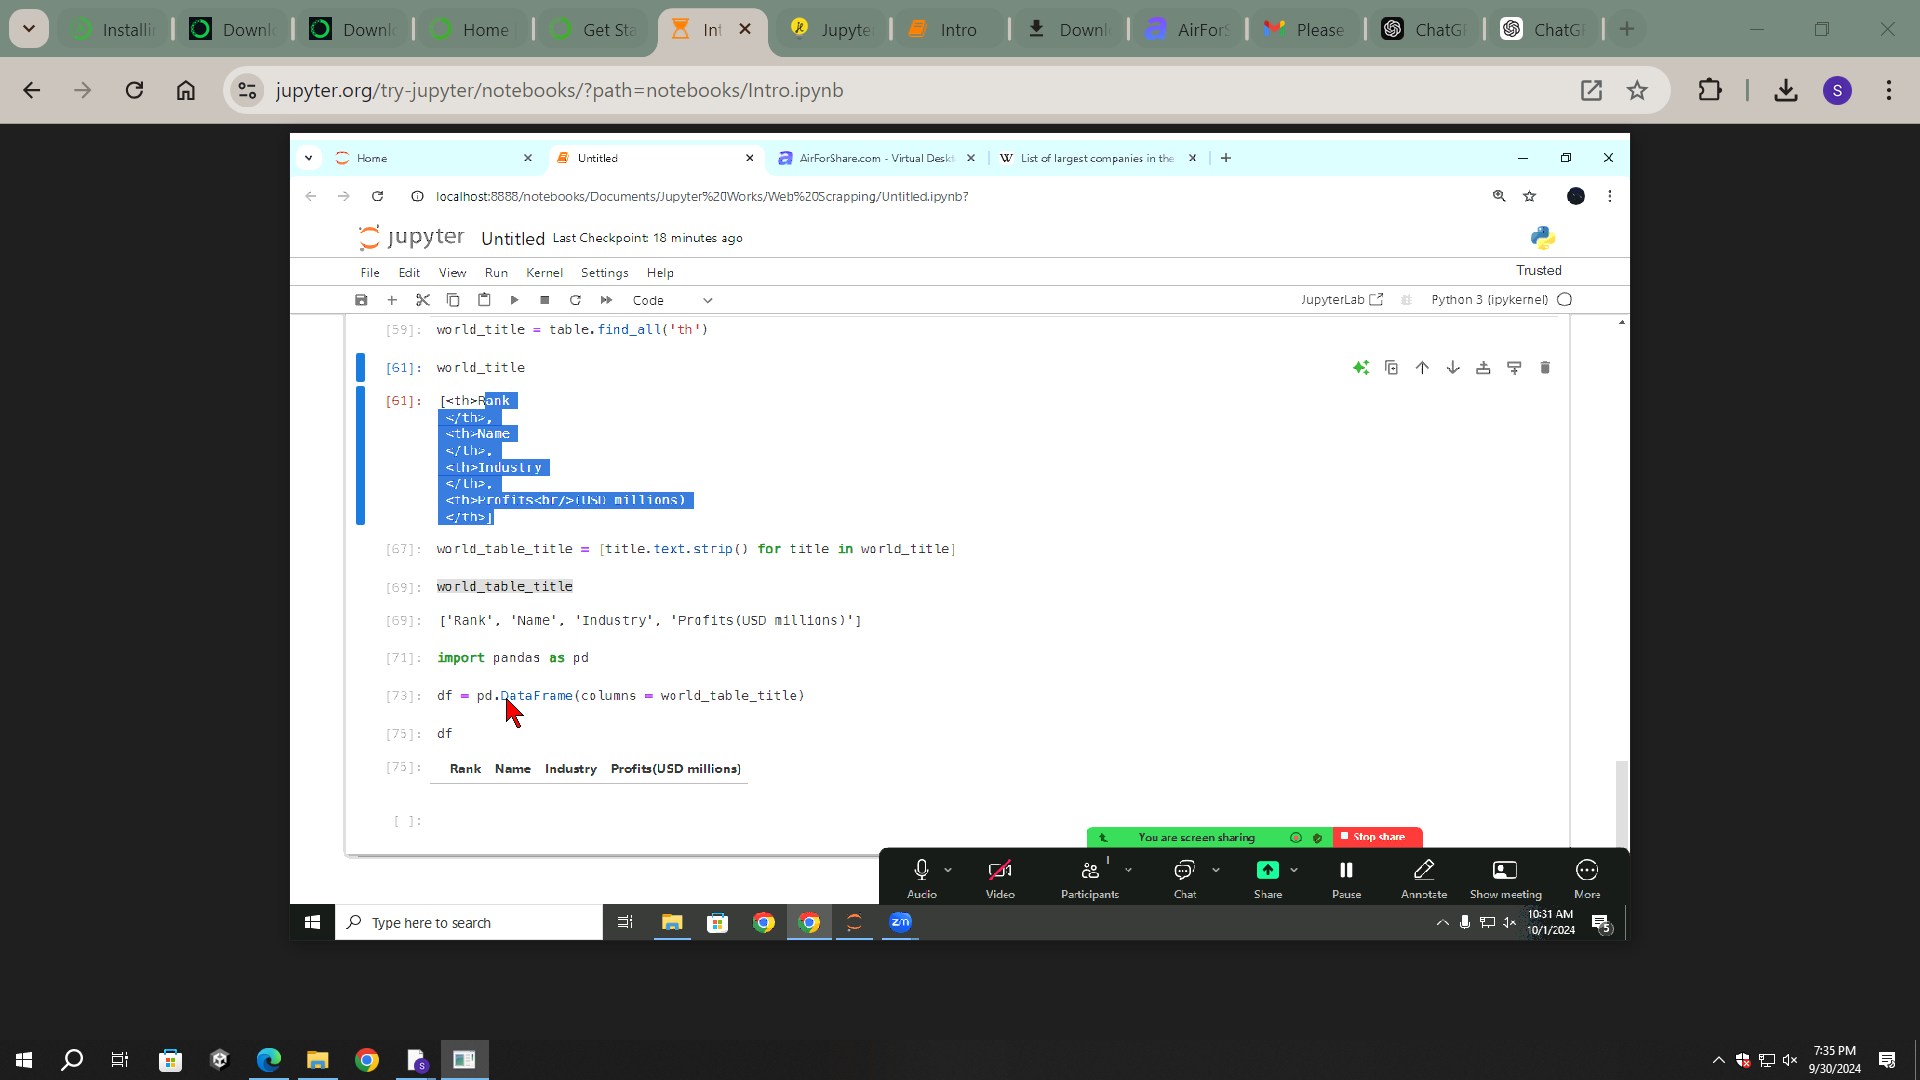 Installi
Downl
Downl
Home
Get Sta
Int
Jupyte
Intro
Downl
AirForS
Please
ChatGP
ChatGP
jupyter.org/try-jupyter/notebooks/?path=notebooks/Intro.ipynb
S
Home
Untitled
AirForShare.com - Virtual Deskt
W List of largest companies in the
localhost:8888/notebooks/Documents/Jupyter%20Works/Web%20Scrapping/Untitled.ipynb?
jupyter Untitled Last Checkpoint: 18 minutes ago
File Edit View Run Kernel Settings Help
Trusted
Code
JupyterLab
Python 3 (ipykernel)
[59]: world_title = table.find_all('th')
[61]: world_title
[61]: [<th>Rank
</th>,
<th>Name
</th>,
<th>Industry
</th>,
<th>Profits<br/>(USD millions)
</th>]
[67]: world_table_title = [title.text.strip() for title in world_title]
[69]: world_table_title
[69]: ['Rank', 'Name', 'Industry', 'Profits(USD millions)']
[71]: import pandas as pd
[73]: df = pd.DataFrame(columns = world_table_title)
[75]: df
[75]: Rank Name Industry Profits(USD millions)
[ ]:
You are screen sharing
Stop share
1
Audio Video Participants Chat Share Pause Annotate Show meeting More
Type here to search
zm
10:31 AM
10/1/2024
5
7:35 PM
9/30/2024